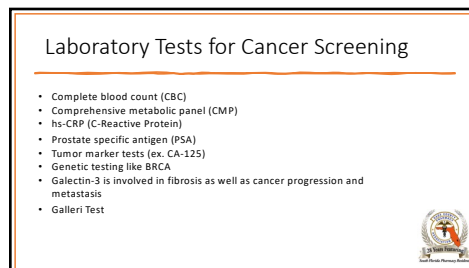 Laboratory Tests for Cancer Screening
• Complete blood count (CBC)
• Comprehensive metabolic panel (CMP)
• hs-CRP (C-Reactive Protein)
• Prostate specific antigen (PSA)
• Tumor marker tests (ex. CA-125)
• Genetic testing like BRCA
• Galectin-3 is involved in fibrosis as well as cancer progression and
metastasis
• Galleri Test